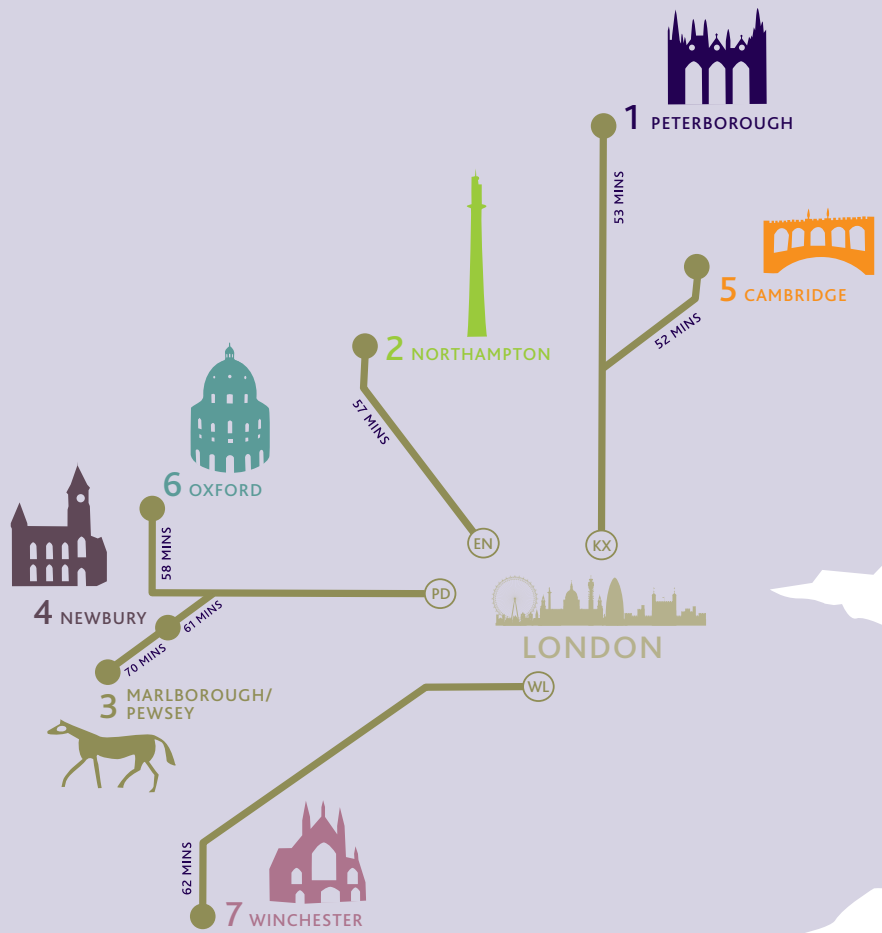 1 PETERBOROUGH
53 MINS
5 CAMBRIDGE
52 MINS
2 NORTHAMPTON
57 MINS
6 OXFORD
58 MINS
EN
KX
PD
4 NEWBURY
61 MINS
70 MINS
3 MARLBOROUGH/
PEWSEY
LONDON
WL
62 MINS
7 WINCHESTER